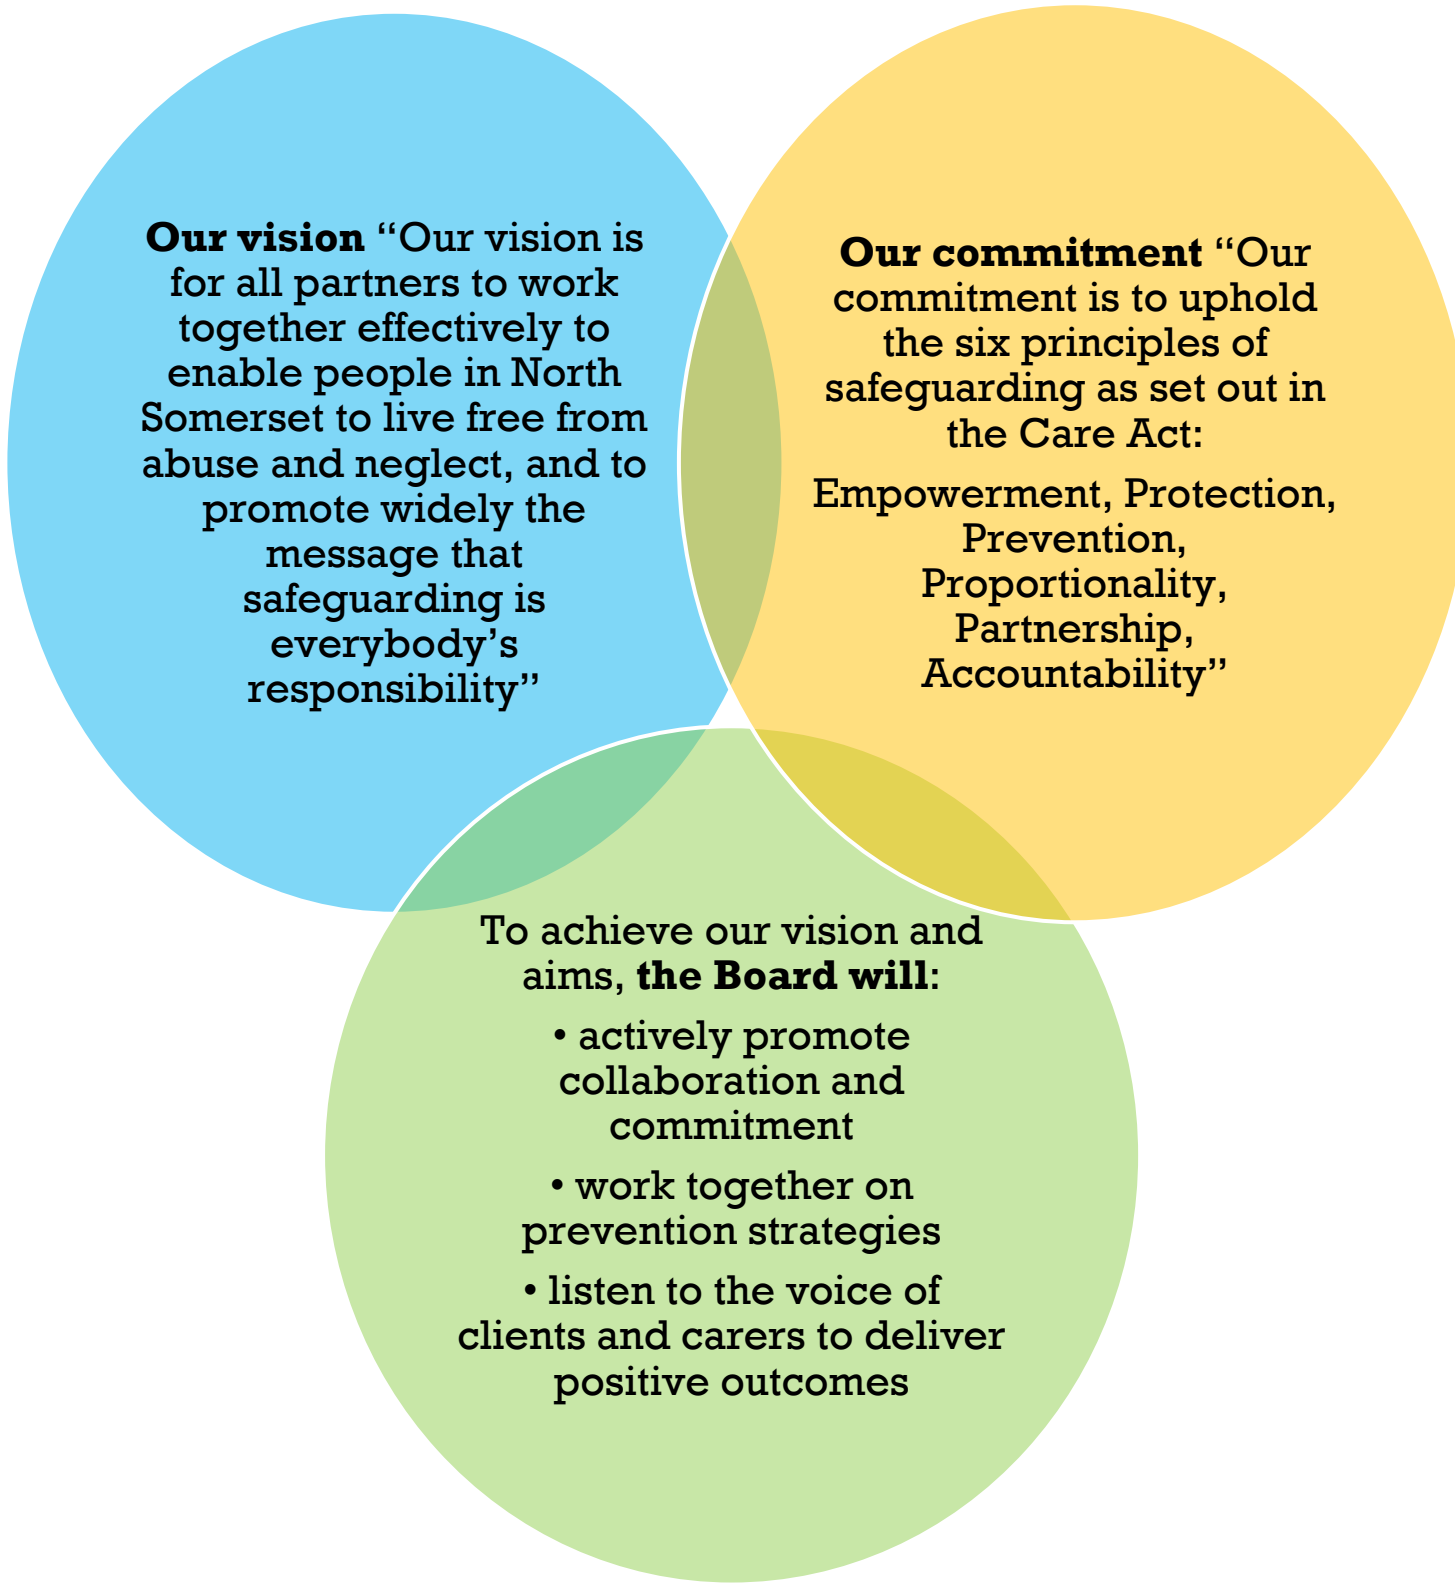 Our vision “Our vision is
for all partners to work
together effectively to
enable people in North
Somerset to live free from
abuse and neglect, and to
promote widely the
message that
safeguarding is
everybody’s
responsibility”
Our commitment “Our
commitment is to uphold
the six principles of
safeguarding as set out in
the Care Act:
Empowerment, Protection,
Prevention,
Proportionality,
Partnership,
Accountability”
To achieve our vision and
aims, the Board will:
• actively promote
collaboration and
commitment
• work together on
prevention strategies
• listen to the voice of
clients and carers to deliver
positive outcomes